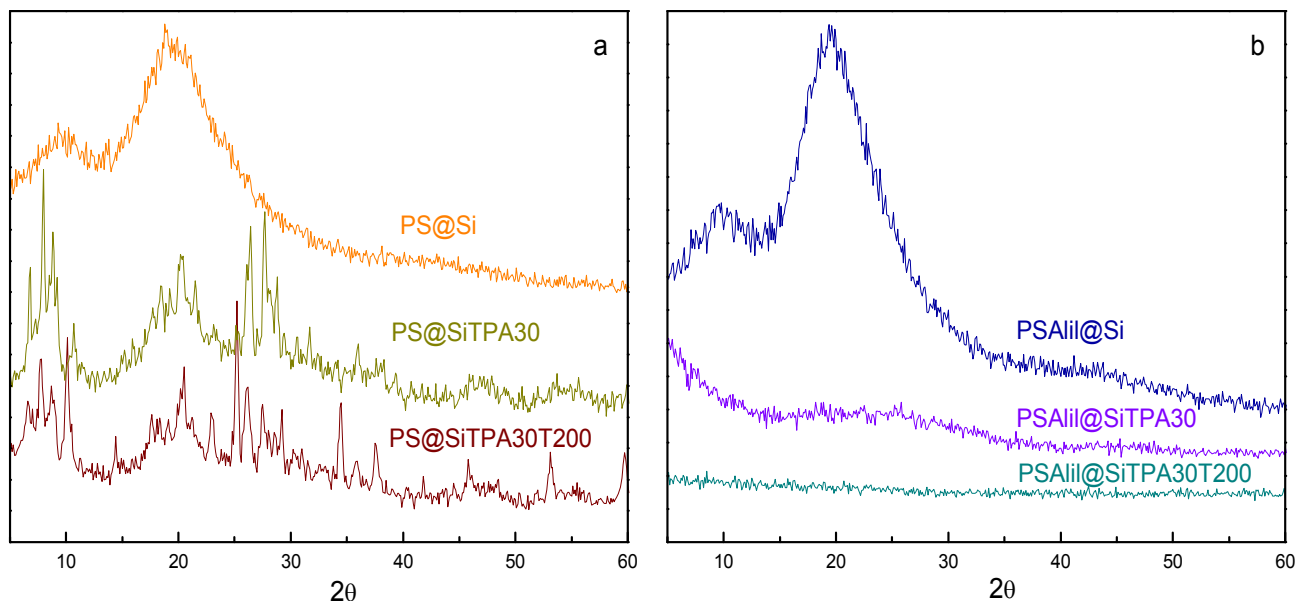 a
PS@Si
PS@SiTPA30
PS@SiTPA30T200
10 20 30 40 50 60
2θ
b
PSAlil@Si
PSAlil@SiTPA30
PSAlil@SiTPA30T200
10 20 30 40 50 60
2θ